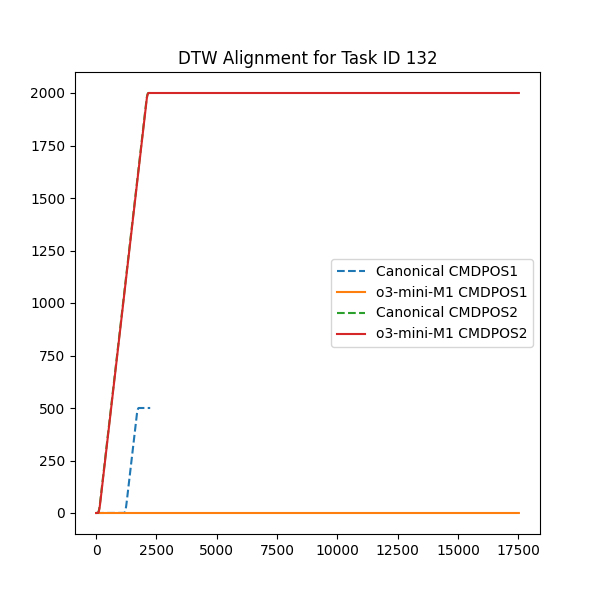 DTW Alignment for Task ID 132
2000
1750
1500
1250
1000
750
500
250
0
Canonical CMDPOS1
o3-mini-M1 CMDPOS1
Canonical CMDPOS2
o3-mini-M1 CMDPOS2
0 2500 5000 7500 10000 12500 15000 17500